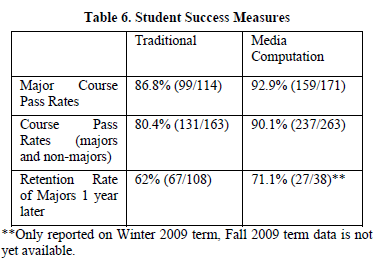 Table 6. Student Success Measures
Traditional Media
Computation
Major Course 86.8% (99/114) 92.9% (159/171)
Pass Rates
Course Pass 80.4% (131/163) 90.1% (237/263)
Rates (majors
and non-majors)
Retention Rate 62% (67/108) 71.1% (27/38)**
of Majors 1 year
later
**Only reported on Winter 2009 term, Fall 2009 term data is not
yet available.